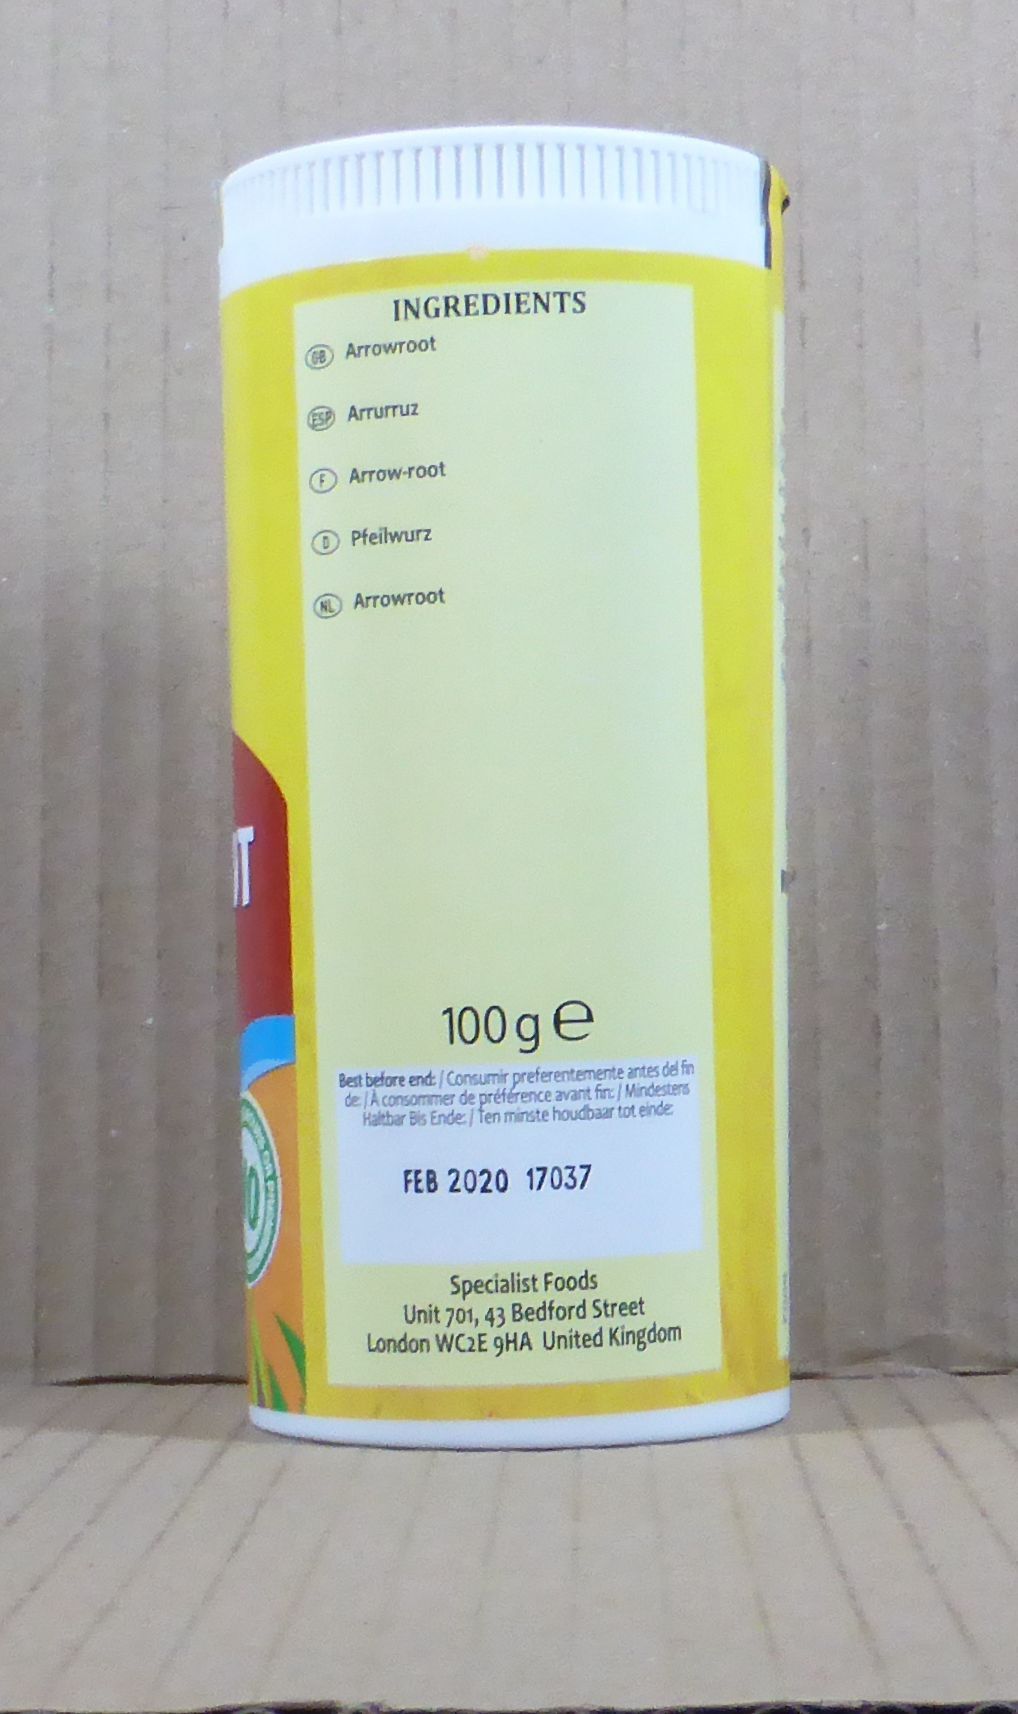 INGREDIENTS
GB Arrowroot
ESP Arrurruz
F Arrow-root
D Pfeilwurz
NL Arrowroot
100g e
Best before end: / Consumir preferentemente antes del fin
de: / À consommer de préférence avant fin: / Mindestens
Haltbar Bis Ende: / Ten minste houdbaar tot einde:
FEB 2020 17037
Specialist Foods
Unit 701, 43 Bedford Street
London WC2E 9HA United Kingdom